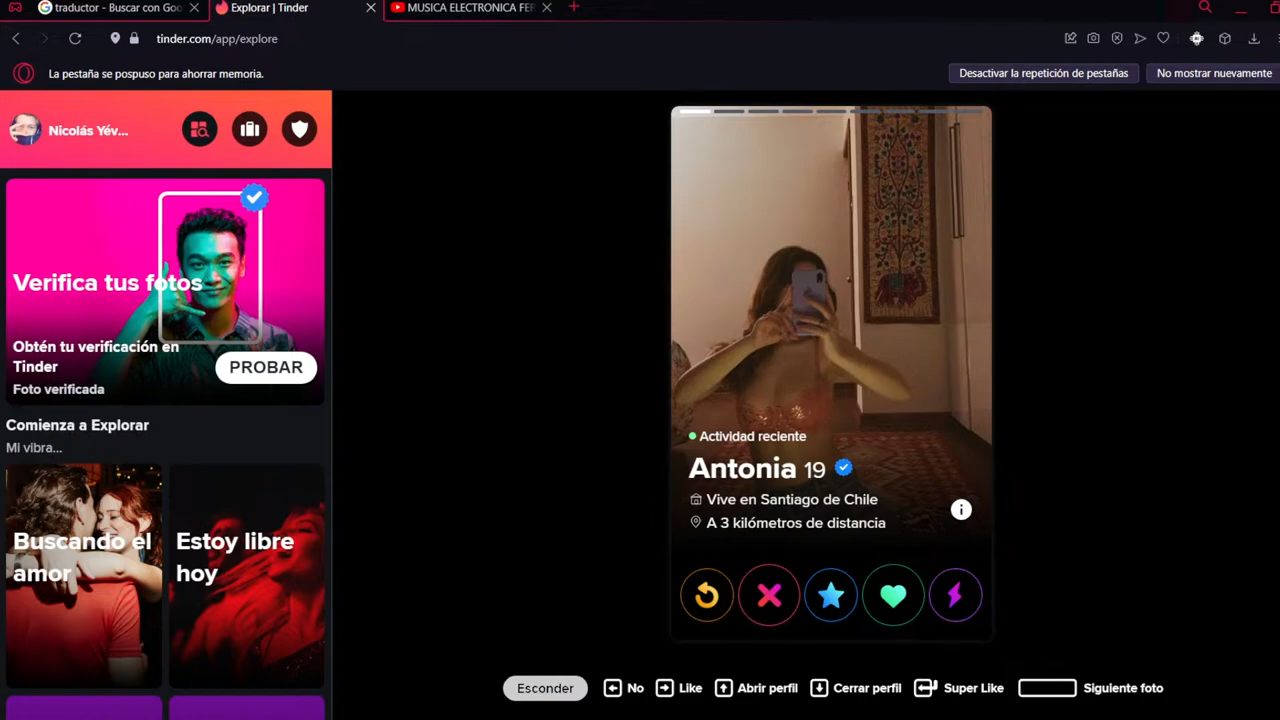 traductor - Buscar con Goo
Explorar | Tinder
MUSICA ELECTRONICA FER
tinder.com/app/explore
La pestaña se pospuso para ahorrar memoria.
Desactivar la repetición de pestañas
No mostrar nuevamente
Nicolás Yév...
Verifica tus fotos
Obtén tu verificación en
Tinder
Foto verificada
PROBAR
Comienza a Explorar
Mi vibra...
Buscando el
amor
Estoy libre
hoy
Actividad reciente
Antonia 19
Vive en Santiago de Chile
A 3 kilómetros de distancia
Esconder
No
Like
Abrir perfil
Cerrar perfil
Super Like
Siguiente foto